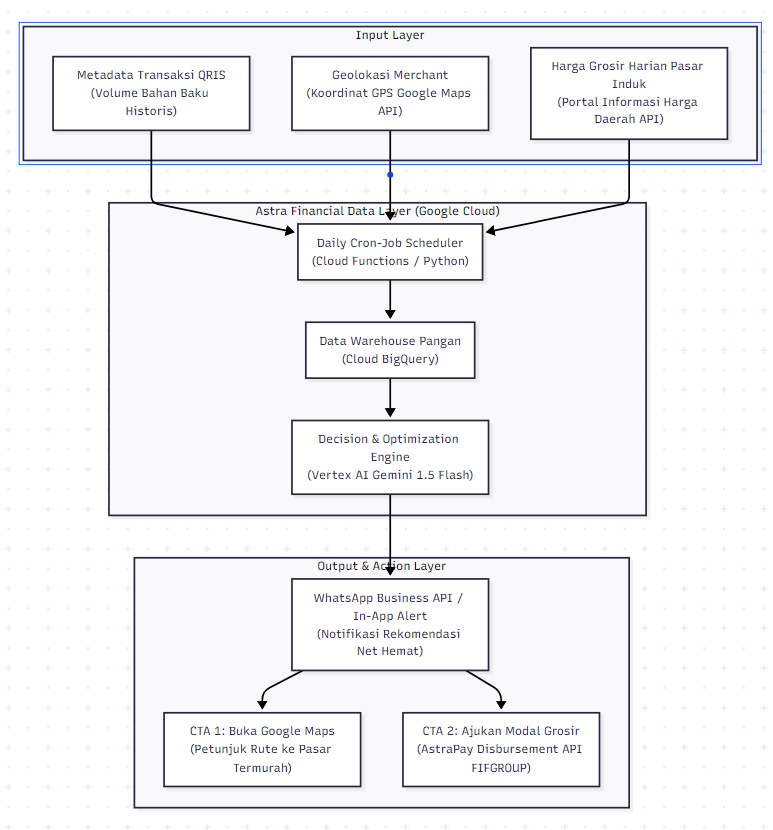 Input Layer
Metadata Transaksi QRIS
(Volume Bahan Baku
Historis)
Geolokasi Merchant
(Koordinat GPS Google Maps
API)
Harga Grosir Harian Pasar
Induk
(Portal Informasi Harga
Daerah API)
Astra Financial Data Layer (Google Cloud)
Daily Cron-Job Scheduler
(Cloud Functions / Python)
Data Warehouse Pangan
(Cloud BigQuery)
Decision & Optimization
Engine
(Vertex AI Gemini 1.5 Flash)
Output & Action Layer
WhatsApp Business API /
In-App Alert
(Notifikasi Rekomendasi
Net Hemat)
CTA 1: Buka Google Maps
(Petunjuk Rute ke Pasar
Termurah)
CTA 2: Ajukan Modal Grosir
(AstraPay Disbursement API
FIFGROUP)